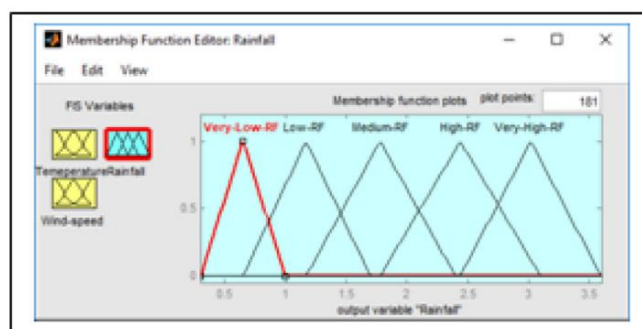 Membership Function Editor: Rainfall
File Edit View
FIS Variables
Membership function plots plot points: 181
Very-Low-RF Low-RF Medium-RF High-RF Very-High-RF
TemeperatureRainfall
Wind-speed
1
0.5
0
0.5 1 1.5 2 2.5 3 3.5
output variable "Rainfall"